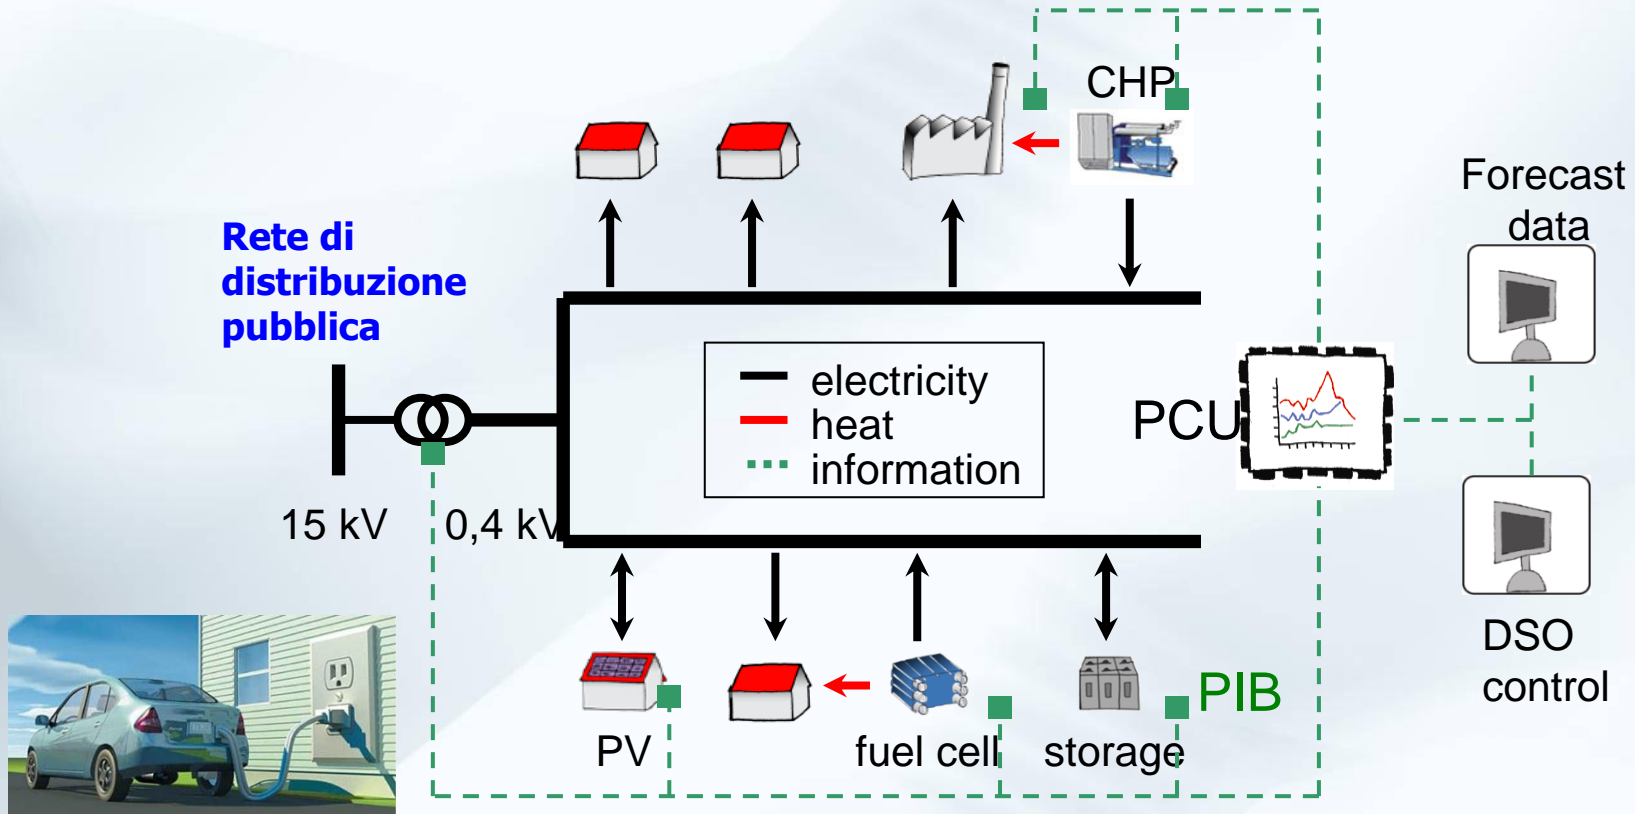 CHP
Forecast
data
Rete di
distribuzione
pubblica
electricity
heat
information
PCU
15 kV
0,4 kV
PIB
DSO
control
PV
fuel cell
storage